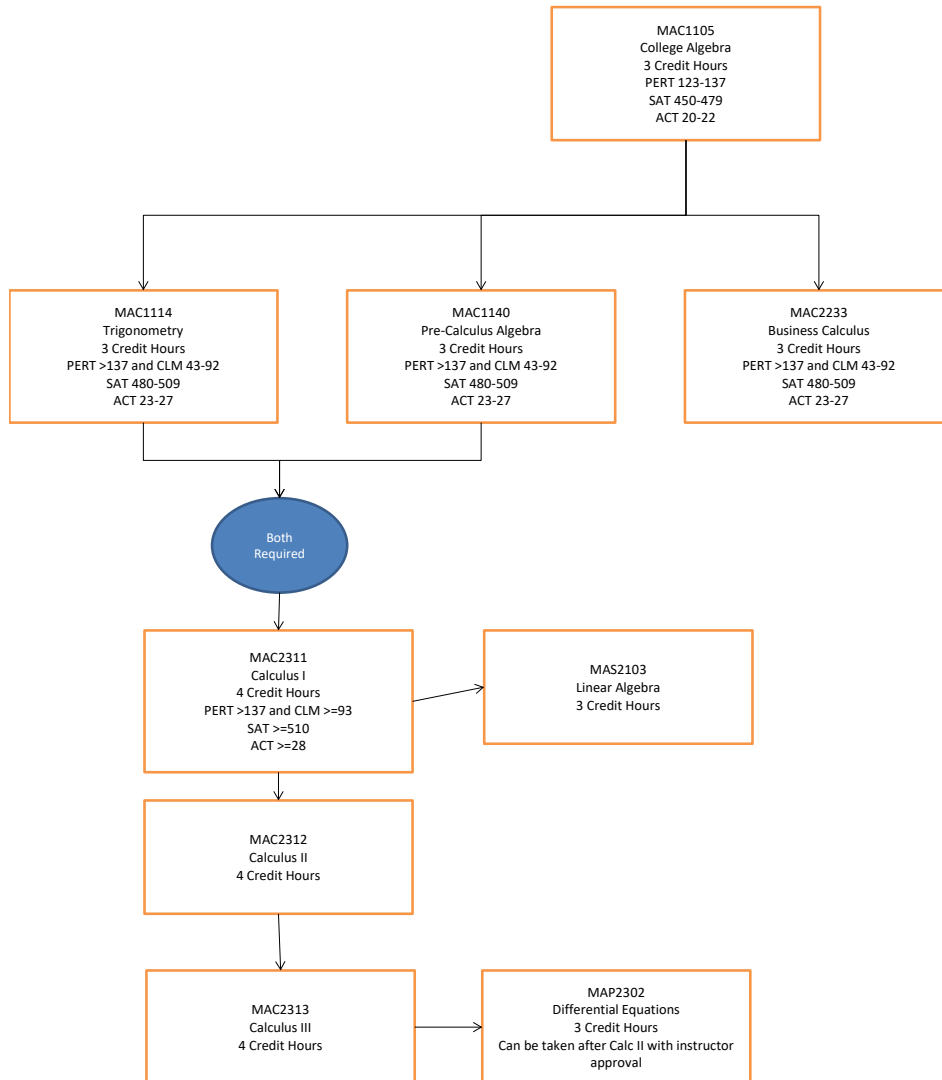 MAC1105
College Algebra
3 Credit Hours
PERT 123-137
SAT 450-479
ACT 20-22
MAC1114
Trigonometry
3 Credit Hours
PERT >137 and CLM 43-92
SAT 480-509
ACT 23-27
MAC1140
Pre-Calculus Algebra
3 Credit Hours
PERT >137 and CLM 43-92
SAT 480-509
ACT 23-27
MAC2233
Business Calculus
3 Credit Hours
PERT >137 and CLM 43-92
SAT 480-509
ACT 23-27
Both
Required
MAC2311
Calculus I
4 Credit Hours
PERT >137 and CLM >=93
SAT >=510
ACT >=28
MAS2103
Linear Algebra
3 Credit Hours
MAC2312
Calculus II
4 Credit Hours
MAC2313
Calculus III
4 Credit Hours
MAP2302
Differential Equations
3 Credit Hours
Can be taken after Calc II with instructor
approval